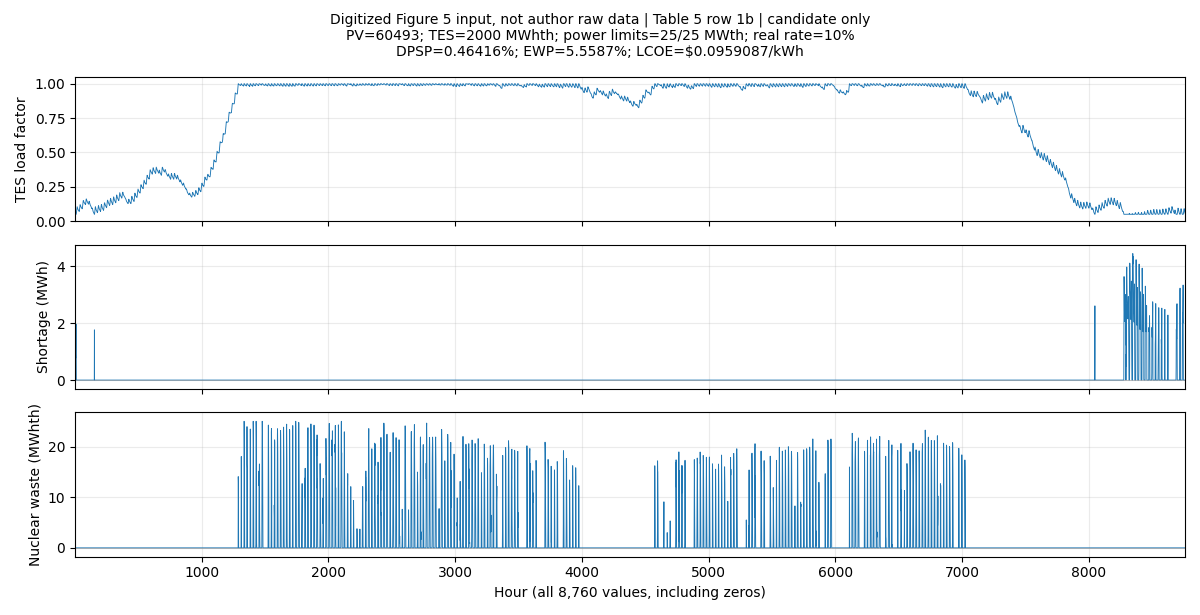 Digitized Figure 5 input, not author raw data | Table 5 row 1b | candidate only
PV=60493; TES=2000 MWhth; power limits=25/25 MWth; real rate=10%
DPSP=0.46416%; EWP=5.5587%; LCOE=$0.0959087/kWh
TES load factor
1.00
0.75
0.50
0.25
0.00
Shortage (MWh)
4
2
0
Nuclear waste (MWhth)
20
10
0
1000 2000 3000 4000 5000 6000 7000 8000
Hour (all 8,760 values, including zeros)